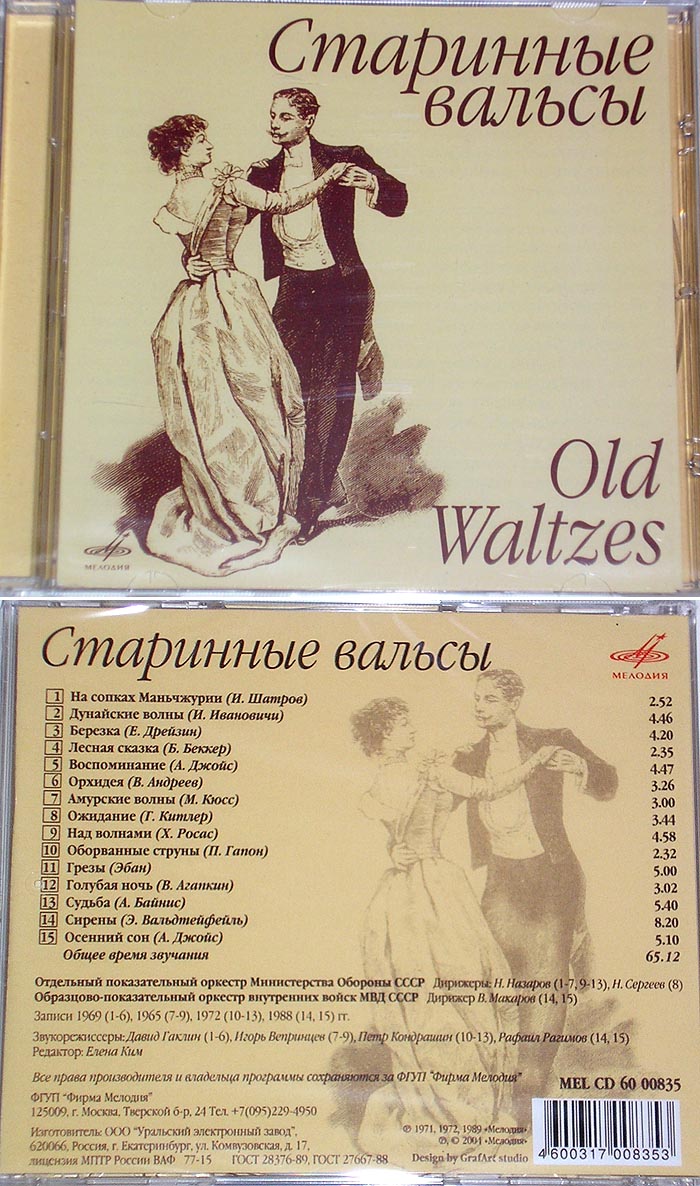 Старинные
вальсы
Old
Waltzes
МЕЛОДИЯ
Старинные вальсы
МЕЛОДИЯ
1 На сопках Маньчжурии (И. Шатров) 2.52
2 Дунайские волны (И. Ивановичи) 4.46
3 Березка (Е. Дрейзин) 4.20
4 Лесная сказка (Б. Беккер) 2.35
5 Воспоминание (А. Джойс) 4.47
6 Орхидея (В. Андреев) 3.26
7 Амурские волны (М. Кюсс) 3.00
8 Ожидание (Г. Китлер) 3.44
9 Над волнами (Х. Росас) 4.58
10 Оборванные струны (П. Гапон) 2.32
11 Грезы (Эбан) 5.00
12 Голубая ночь (В. Агапкин) 3.02
13 Судьба (А. Байнис) 5.40
14 Сирены (Э. Вальдтейфейль) 8.20
15 Осенний сон (А. Джойс) 5.10
Общее время звучания 65.12
Отдельный показательный оркестр Министерства Обороны СССР Дирижеры: Н. Назаров (1-7, 9-13), Н. Сергеев (8)
Образцово-показательный оркестр внутренних войск МВД СССР Дирижер В. Макаров (14, 15)
Записи 1969 (1-6), 1965 (7-9), 1972 (10-13), 1988 (14, 15) гг.
Звукорежиссеры: Давид Гаклин (1-6), Игорь Вепринцев (7-9), Петр Кондрашин (10-13), Рафаил Рагимов (14, 15)
Редактор: Елена Ким
Все права производителя и владельца программы сохраняются за ФГУП "Фирма Мелодия"
MEL CD 60 00835
ФГУП "Фирма Мелодия"
125009, г. Москва, Тверской б-р, 24 Тел. +7(095)229-4950
Изготовитель: ООО "Уральский электронный завод",
620066, Россия, г. Екатеринбург, ул. Комвузовская, д. 17,
лицензия МПТР России ВАФ 77-15 ГОСТ 28376-89, ГОСТ 27667-88
℗ 1971, 1972, 1989 «Мелодия»
℗, © 2004 «Мелодия»
Design by GrafArt studio
4 600317 008353